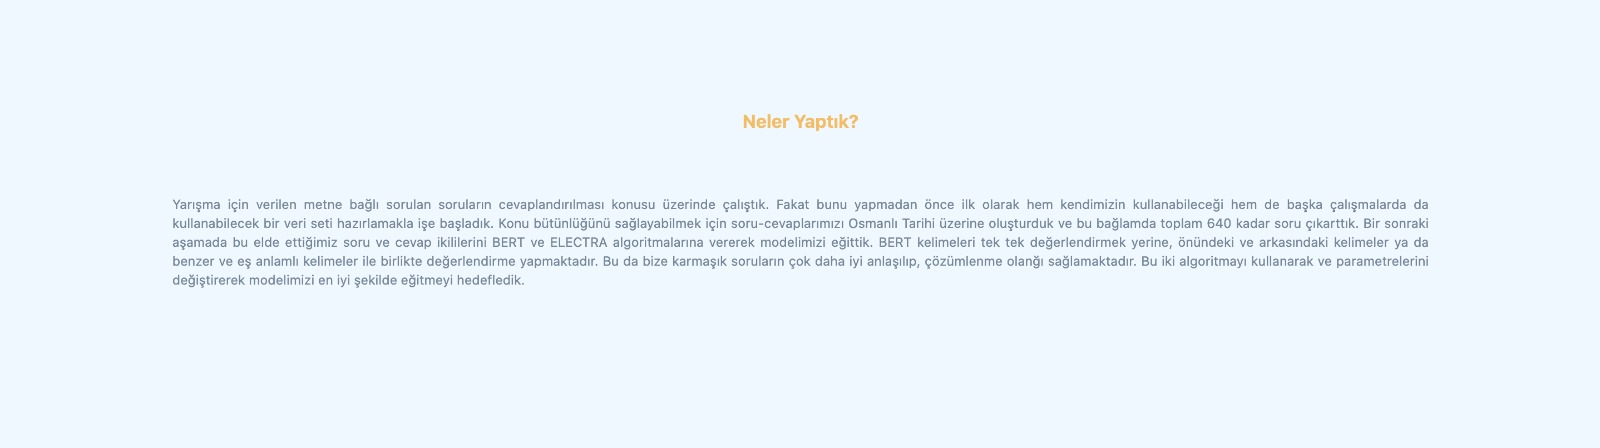 Neler Yaptık?
Yarışma için verilen metne bağlı sorulan soruların cevaplandırılması konusu üzerinde çalıştık. Fakat bunu yapmadan önce ilk olarak hem kendimizin kullanabileceği hem de başka çalışmalarda da
kullanabilecek bir veri seti hazırlamakla işe başladık. Konu bütünlüğünü sağlayabilmek için soru-cevaplarımızı Osmanlı Tarihi üzerine oluşturduk ve bu bağlamda toplam 640 kadar soru çıkarttık. Bir sonraki
aşamada bu elde ettiğimiz soru ve cevap ikililerini BERT ve ELECTRA algoritmalarına vererek modelimizi eğittik. BERT kelimeleri tek tek değerlendirmek yerine, önündeki ve arkasındaki kelimeler ya da
benzer ve eş anlamlı kelimeler ile birlikte değerlendirme yapmaktadır. Bu da bize karmaşık soruların çok daha iyi anlaşılıp, çözümlenme olanğı sağlamaktadır. Bu iki algoritmayı kullanarak ve parametrelerini
değiştirerek modelimizi en iyi şekilde eğitmeyi hedefledik.